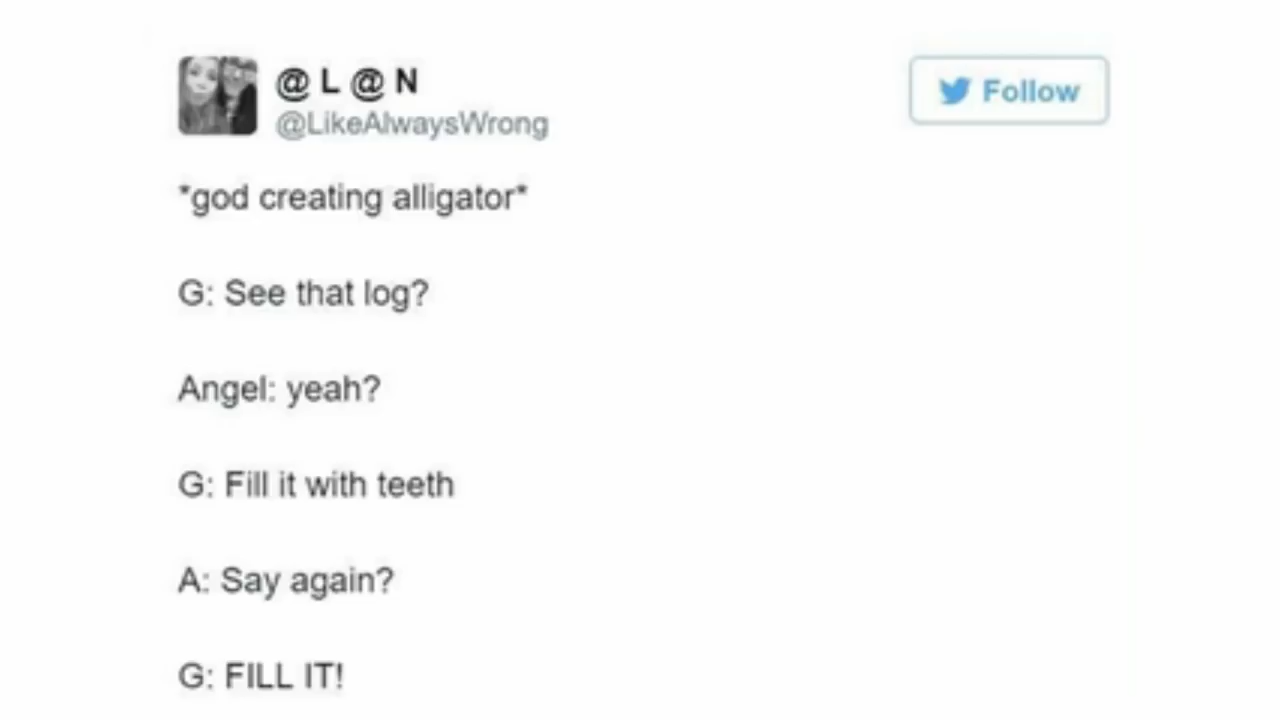 @ L @ N
@LikeAlwaysWrong
Follow
*god creating alligator*
G: See that log?
Angel: yeah?
G: Fill it with teeth
A: Say again?
G: FILL IT!